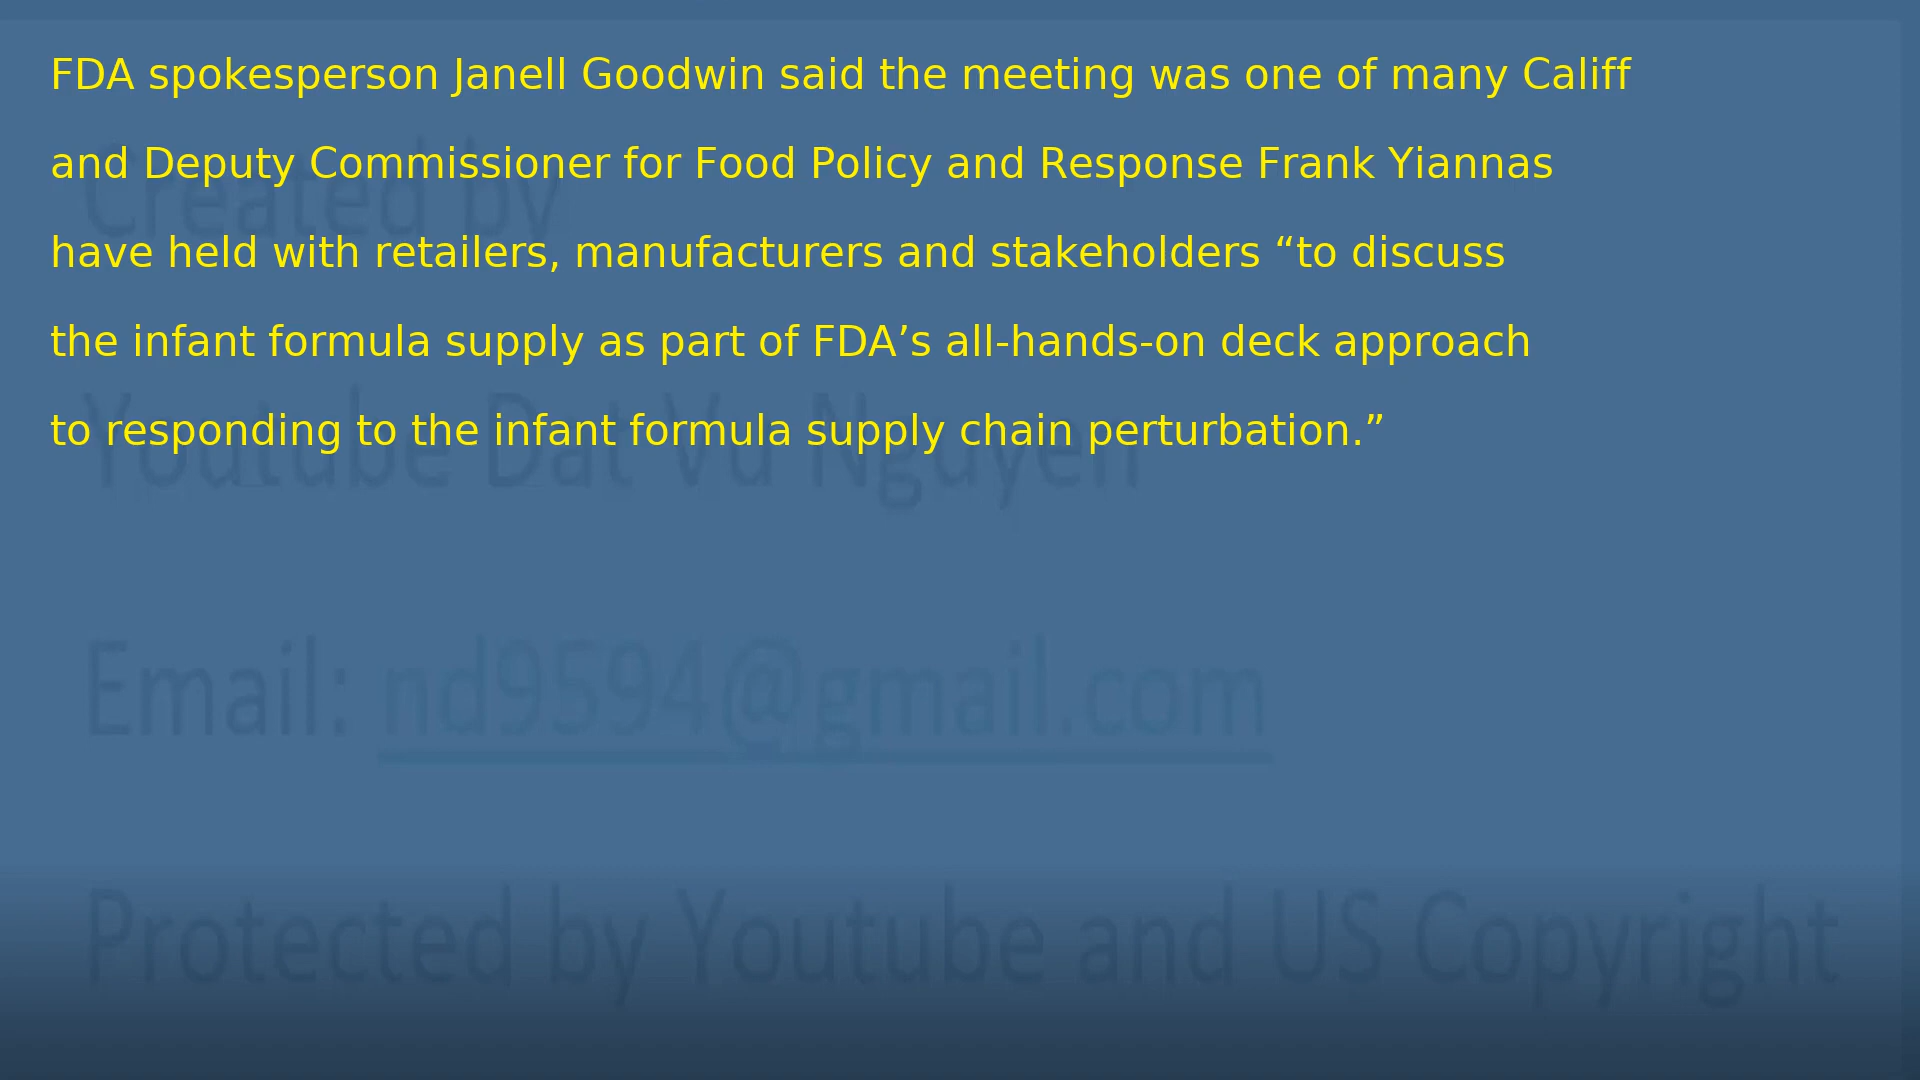 FDA spokesperson Janell Goodwin said the meeting was one of many Califf
and Deputy Commissioner for Food Policy and Response Frank Yiannas
have held with retailers, manufacturers and stakeholders “to discuss
the infant formula supply as part of FDA’s all-hands-on deck approach
to responding to the infant formula supply chain perturbation.”
Created by
Youtube Dat Vu Nguyen
Email: nd9594@gmail.com
Protected by Youtube and US Copyright